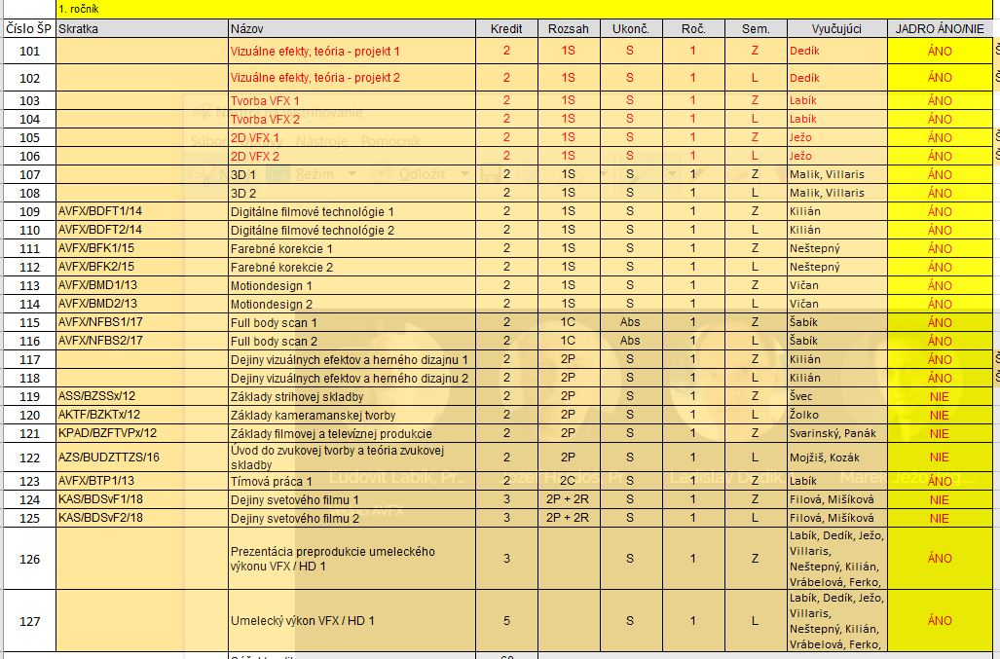 1. ročník
Číslo ŠP Skratka Názov Kredit Rozsah Ukonč. Roč. Sem. Vyučujúci JADRO ÁNO/NIE
101 Vizuálne efekty, teória - projekt 1 2 1S S 1 Z Dedík ÁNO
102 Vizuálne efekty, teória - projekt 2 2 1S S 1 L Dedík ÁNO
103 Tvorba VFX 1 2 1S S 1 Z Labík ÁNO
104 Tvorba VFX 2 2 1S S 1 L Labík ÁNO
105 2D VFX 1 2 1S S 1 Z Ježo ÁNO
106 2D VFX 2 2 1S S 1 L Ježo ÁNO
107 3D 1 2 1S S 1 Z Malik, Villaris ÁNO
108 3D 2 2 1S S 1 L Malik, Villaris ÁNO
109 AVFX/BDFT1/14 Digitálne filmové technológie 1 2 1S S 1 Z Kilián ÁNO
110 AVFX/BDFT2/14 Digitálne filmové technológie 2 2 1S S 1 L Kilián ÁNO
111 AVFX/BFK1/15 Farebné korekcie 1 2 1S S 1 Z Neštepný ÁNO
112 AVFX/BFK2/15 Farebné korekcie 2 2 1S S 1 L Neštepný ÁNO
113 AVFX/BMD1/13 Motiondesign 1 2 1S S 1 Z Vičan ÁNO
114 AVFX/BMD2/13 Motiondesign 2 2 1S S 1 L Vičan ÁNO
115 AVFX/NFBS1/17 Full body scan 1 2 1C Abs 1 Z Šabík ÁNO
116 AVFX/NFBS2/17 Full body scan 2 2 1C Abs 1 L Šabík ÁNO
117 Dejiny vizuálnych efektov a herného dizajnu 1 2 2P S 1 Z Kilián ÁNO
118 Dejiny vizuálnych efektov a herného dizajnu 2 2 2P S 1 L Kilián ÁNO
119 ASS/BZSSx/12 Základy strihovej skladby 2 2P S 1 Z Švec NIE
120 AKTF/BZKTx/12 Základy kameramanskej tvorby 2 2P S 1 L Žolko NIE
121 KPAD/BZFTVPx/12 Základy filmovej a televíznej produkcie 2 2P S 1 Z Svarinský, Panák NIE
122 AZS/BUDZTTZS/16 Úvod do zvukovej tvorby a teória zvukovej
skladby 2 2P S 1 L Mojžiš, Kozák NIE
123 AVFX/BTP1/13 Tímová práca 1 2 2C S 1 L Labík ÁNO
124 KAS/BDSvF1/18 Dejiny svetového filmu 1 3 2P + 2R S 1 Z Filová, Mišíková NIE
125 KAS/BDSvF2/18 Dejiny svetového filmu 2 3 2P + 2R S 1 L Filová, Mišíková NIE
126 Prezentácia preprodukcie umeleckého
výkonu VFX / HD 1 3 S 1 Z Labík, Dedík, Ježo,
Villaris,
Neštepný, Kilián,
Vrábelová, Ferko, ÁNO
127 Umelecký výkon VFX / HD 1 5 S 1 L Labík, Dedík, Ježo,
Villaris,
Neštepný, Kilián,
Vrábelová, Ferko, ÁNO